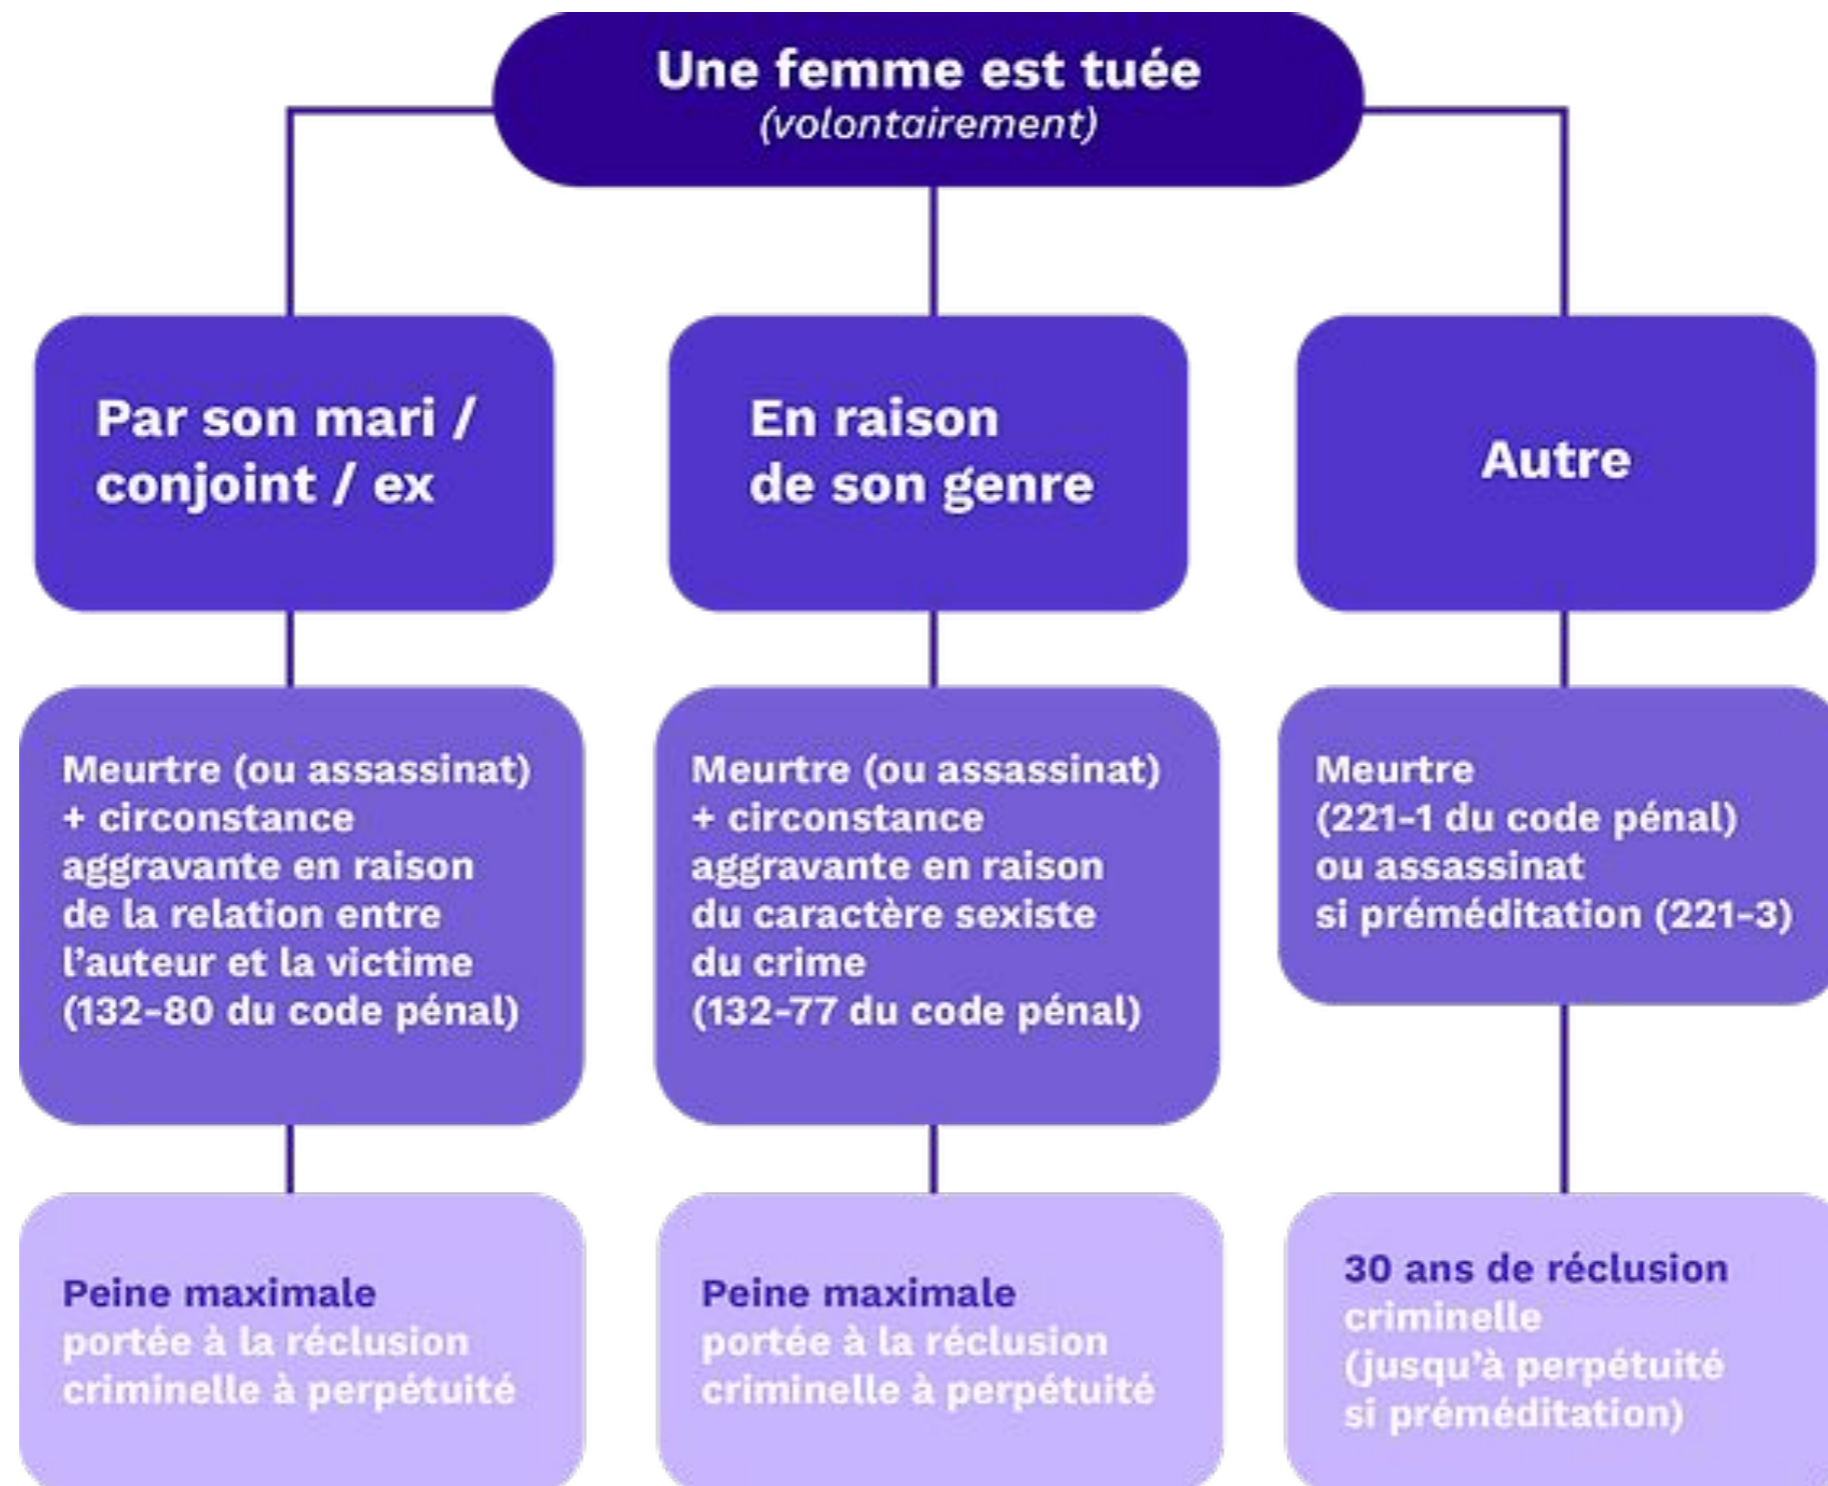 Une femme est tuée
(volontairement)
Par son mari /
conjoint / ex
En raison
de son genre
Autre
Meurtre (ou assassinat)
+ circonstance
aggravante en raison
de la relation entre
l'auteur et la victime
(132-80 du code pénal)
Meurtre (ou assassinat)
+ circonstance
aggravante en raison
du caractère sexiste
du crime
(132-77 du code pénal)
Meurtre
(221-1 du code pénal)
ou assassinat
si préméditation (221-3)
Peine maximale
portée à la réclusion
criminelle à perpétuité
Peine maximale
portée à la réclusion
criminelle à perpétuité
30 ans de réclusion
criminelle
(jusqu'à perpétuité
si préméditation)